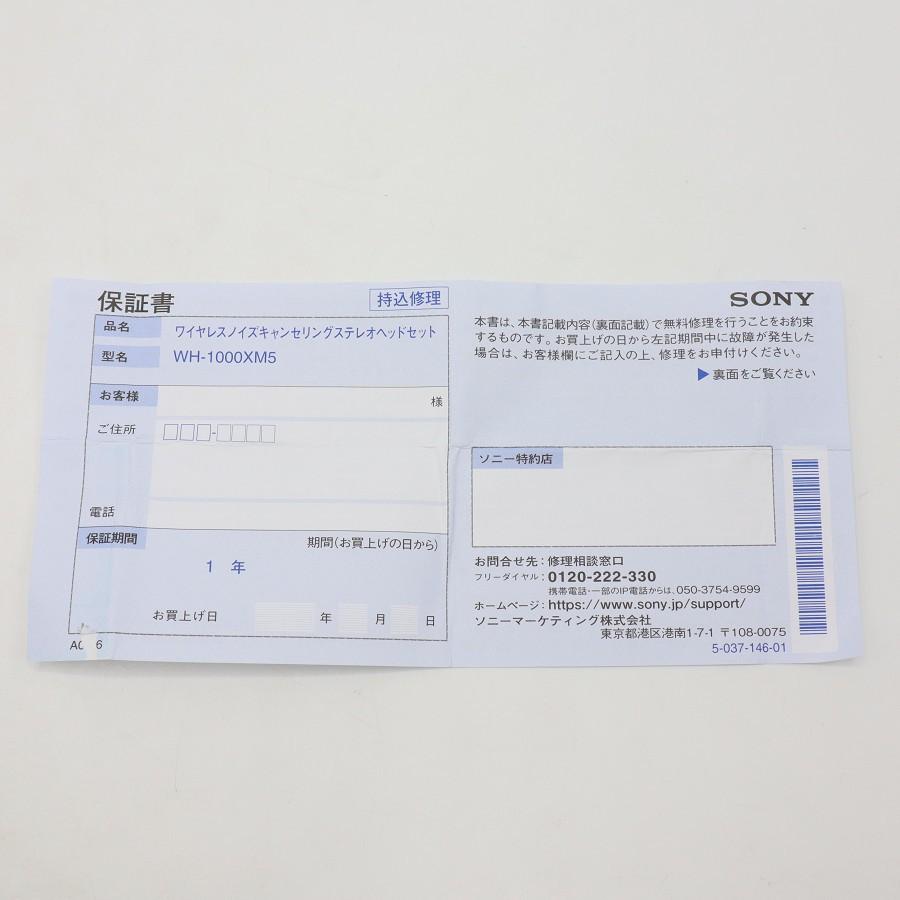 保証書
持込修理
品名 ワイヤレスノイズキャンセリングステレオヘッドセット
型名 WH-1000XM5
お客様 様
ご住所 -
電話
保証期間 期間(お買上げの日から)
1 年
お買上げ日 年 月 日
SONY
本書は、本書記載内容(裏面記載)で無料修理を行うことをお約束
するものです。お買上げの日から左記期間中に故障が発生した
場合は、お客様欄にご記入の上、修理をお申付けください。
▶裏面をご覧ください
ソニー特約店
お問合せ先:修理相談窓口
フリーダイヤル:0120-222-330
携帯電話・一部のIP電話からは、050-3754-9599
ホームページ:https://www.sony.jp/support/
ソニーマーケティング株式会社
東京都港区港南1-7-1 〒108-0075
5-037-146-01